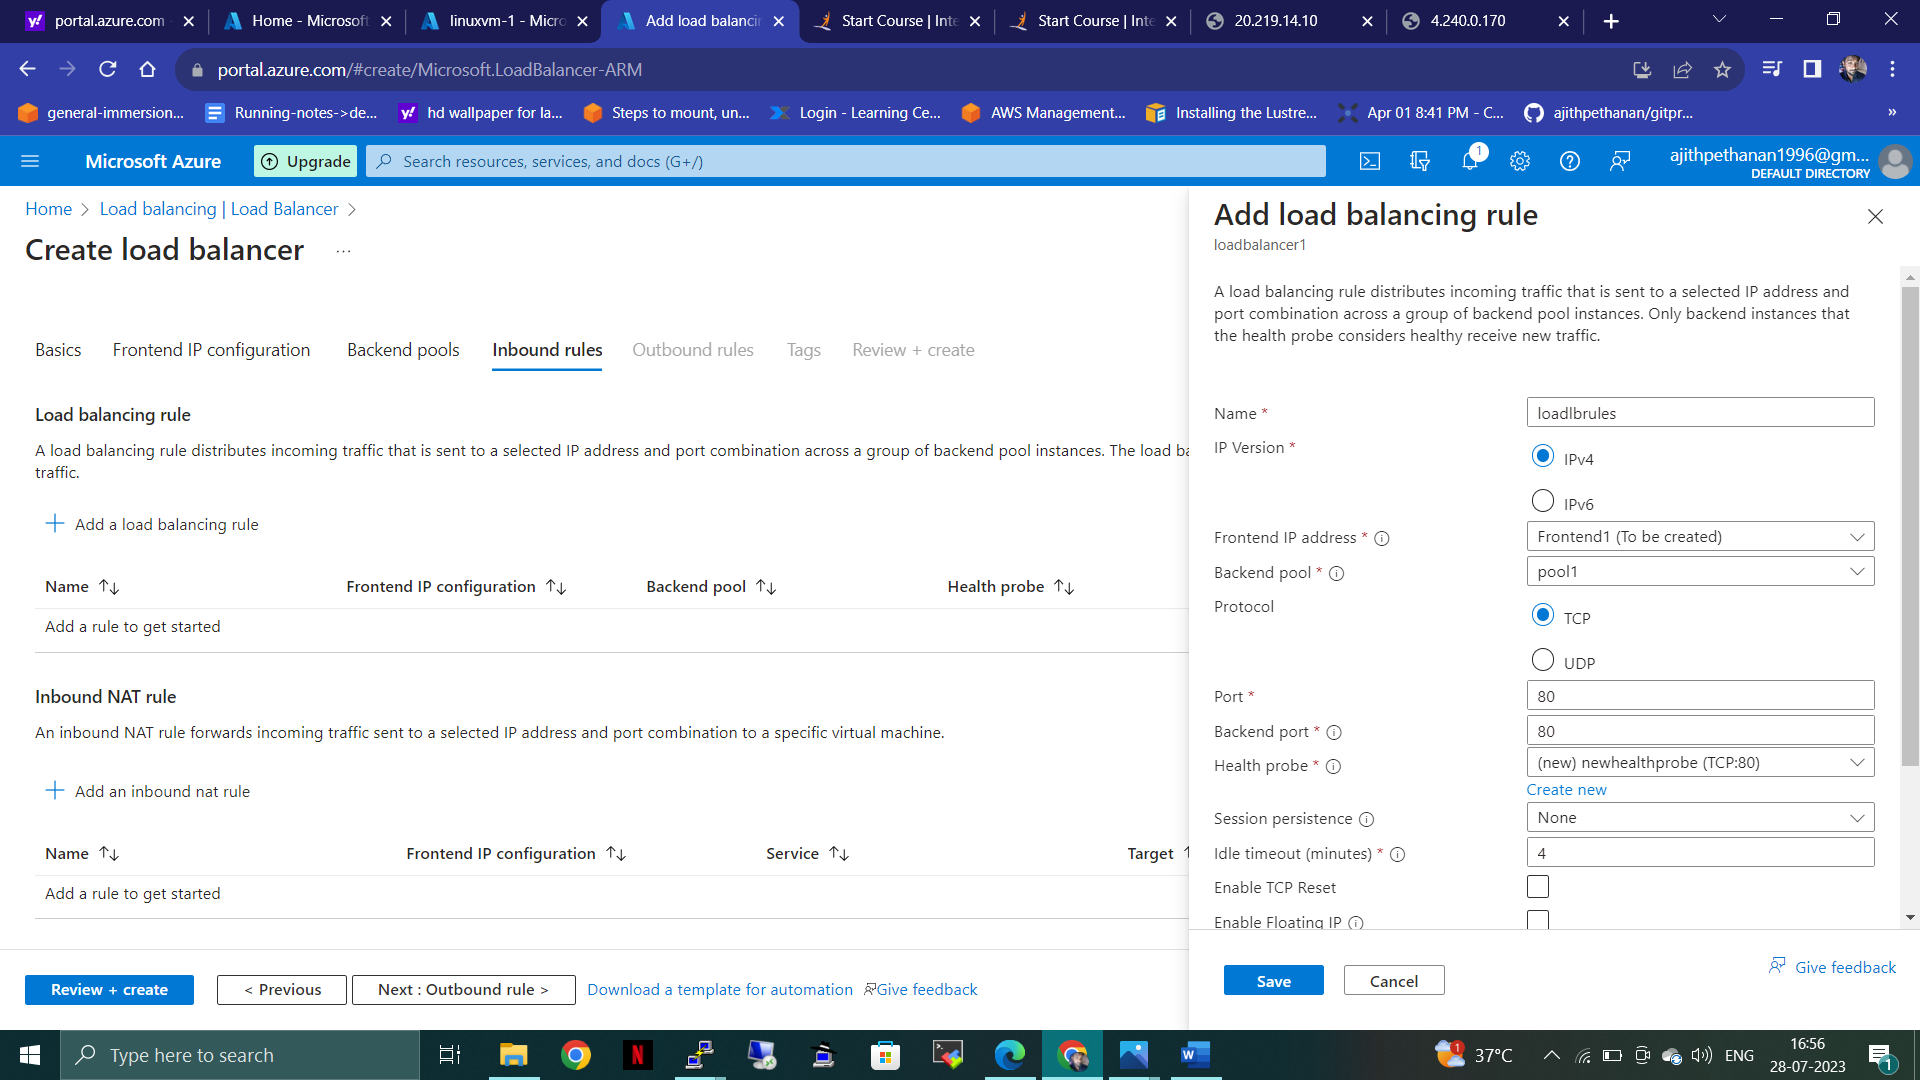 portal.azure.com -
Home - Microsoft
linuxvm-1 - Micro
Add load balancin
Start Course | Inte
Start Course | Inte
20.219.14.10
4.240.0.170
portal.azure.com/#create/Microsoft.LoadBalancer-ARM
general-immersion...
Running-notes->de...
hd wallpaper for la...
Steps to mount, un...
Login - Learning Ce...
AWS Management...
Installing the Lustre...
Apr 01 8:41 PM - C...
ajithpethanan/gitpr...
»
Microsoft Azure
Upgrade
Search resources, services, and docs (G+/)
1
ajithpethanan1996@gm...
DEFAULT DIRECTORY
Home > Load balancing | Load Balancer >
Create load balancer ...
Basics
Frontend IP configuration
Backend pools
Inbound rules
Outbound rules
Tags
Review + create
Load balancing rule
A load balancing rule distributes incoming traffic that is sent to a selected IP address and port combination across a group of backend pool instances. The load ba
traffic.
+ Add a load balancing rule
Name ↑↓ Frontend IP configuration ↑↓ Backend pool ↑↓ Health probe ↑↓
Add a rule to get started
Inbound NAT rule
An inbound NAT rule forwards incoming traffic sent to a selected IP address and port combination to a specific virtual machine.
+ Add an inbound nat rule
Name ↑↓ Frontend IP configuration ↑↓ Service ↑↓ Target ↑
Add a rule to get started
Review + create
< Previous
Next : Outbound rule >
Download a template for automation
Give feedback
Add load balancing rule
loadbalancer1
A load balancing rule distributes incoming traffic that is sent to a selected IP address and
port combination across a group of backend pool instances. Only backend instances that
the health probe considers healthy receive new traffic.
Name * loadlbrules
IP Version * IPv4
IPv6
Frontend IP address * Frontend1 (To be created)
Backend pool * pool1
Protocol TCP
UDP
Port * 80
Backend port * 80
Health probe * (new) newhealthprobe (TCP:80)
Create new
Session persistence None
Idle timeout (minutes) * 4
Enable TCP Reset
Enable Floating IP
Save
Cancel
Give feedback
Type here to search
1
37°C
ENG
16:56
28-07-2023
1